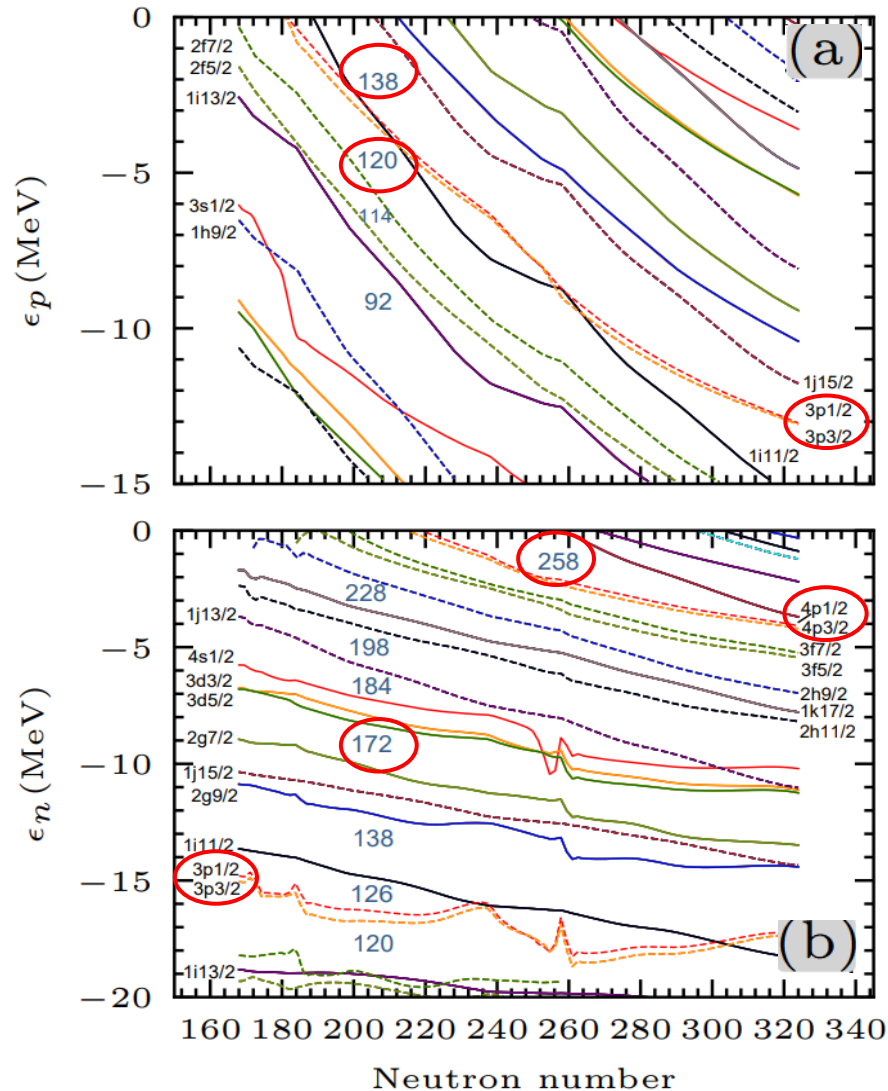 0
(a)
2f7/2
2f5/2
1i13/2
138
120
−5
114
3s1/2
1h9/2
92
ϵp(MeV)
−10
1j15/2
3p1/2
3p3/2
1i11/2
−15
0
258
228
1j13/2
198
4p1/2
4p3/2
−5
4s1/2
3d3/2
3d5/2
184
3f7/2
3f5/2
2h9/2
1k17/2
2h11/2
2g7/2
172
ϵn(MeV)
−10
1j15/2
2g9/2
138
1i11/2
3p1/2
3p3/2
−15
126
120
(b)
1i13/2
−20
160 180 200 220 240 260 280 300 320 340
Neutron number